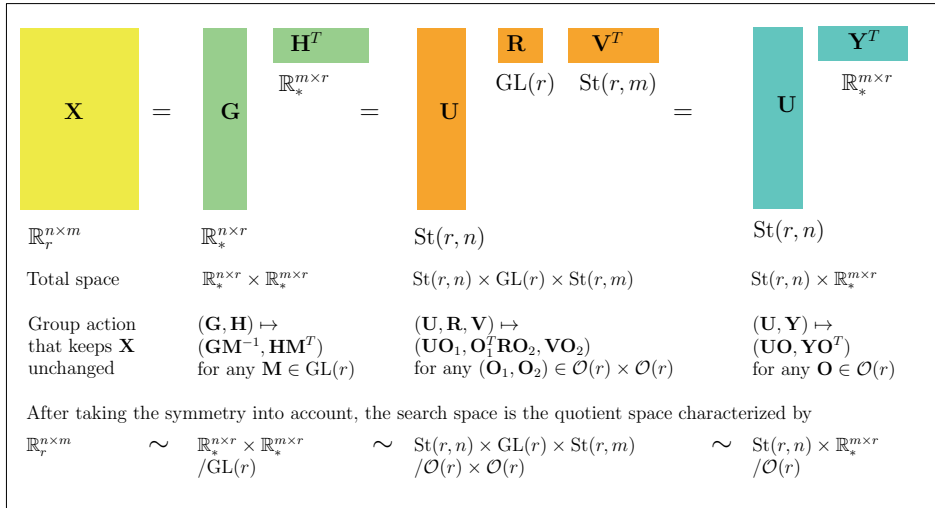 H^T R V^T Y^T
ℝ_*^{m×r} GL(r) St(r, m) ℝ_*^{m×r}
X = G = U = U
ℝ_r^{n×m} ℝ_*^{n×r} St(r, n) St(r, n)
Total space ℝ_*^{n×r} × ℝ_*^{m×r} St(r, n) × GL(r) × St(r, m) St(r, n) × ℝ_*^{m×r}
Group action (G, H) ↦ (U, R, V) ↦ (U, Y) ↦
that keeps X (GM^{−1}, HM^T) (UO_1, O_1^T RO_2, VO_2) (UO, YO^T)
unchanged for any M ∈ GL(r) for any (O_1, O_2) ∈ 𝒪(r) × 𝒪(r) for any O ∈ 𝒪(r)
After taking the symmetry into account, the search space is the quotient space characterized by
ℝ_r^{n×m} ∼ ℝ_*^{n×r} × ℝ_*^{m×r} ∼ St(r, n) × GL(r) × St(r, m) ∼ St(r, n) × ℝ_*^{m×r}
/GL(r) /𝒪(r) × 𝒪(r) /𝒪(r)